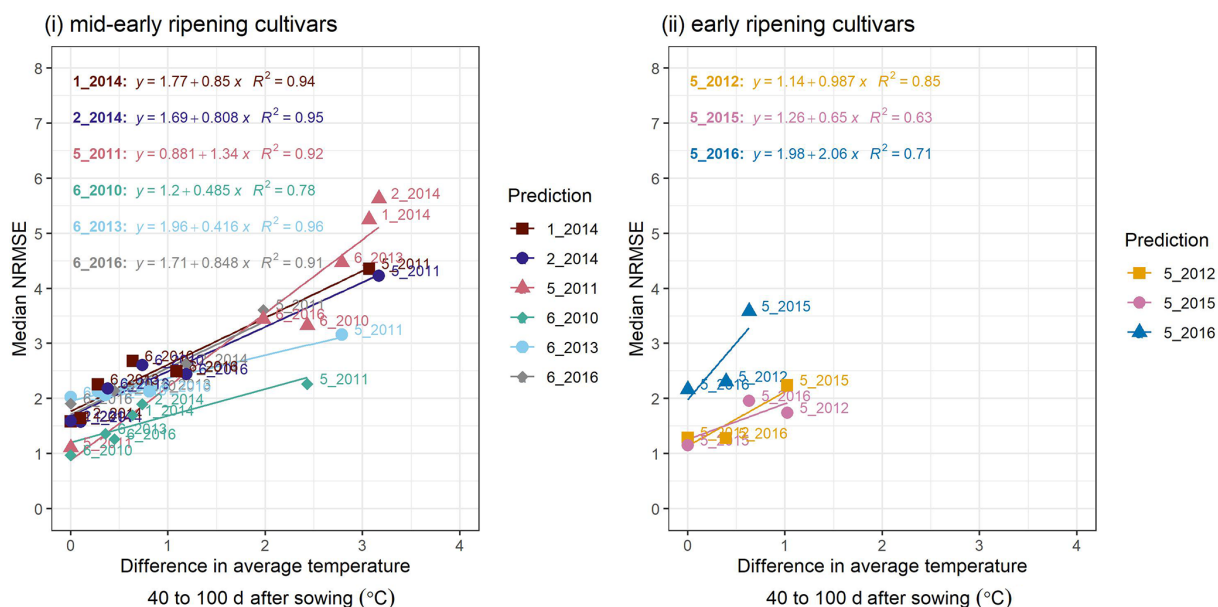 (i) mid-early ripening cultivars
8
7
6
5
4
3
2
1
0
Median NRMSE
1_2014: y = 1.77 + 0.85 x R² = 0.94
2_2014: y = 1.69 + 0.808 x R² = 0.95
5_2011: y = 0.881 + 1.34 x R² = 0.92
6_2010: y = 1.2 + 0.485 x R² = 0.78
6_2013: y = 1.96 + 0.416 x R² = 0.96
6_2016: y = 1.71 + 0.848 x R² = 0.91
2_2014
1_2014
6_2013
5_2011
5_2011
5_2011
6_2016
6_2010
5_2011
6_2010
6_2010
6_2016
6_2016
5_2011
2_2014
1_2014
6_2013
6_2016
5_2011
6_2010
0 1 2 3 4
Difference in average temperature
40 to 100 d after sowing (°C)
Prediction
1_2014
2_2014
5_2011
6_2010
6_2013
6_2016
(ii) early ripening cultivars
8
7
6
5
4
3
2
1
0
Median NRMSE
5_2012: y = 1.14 + 0.987 x R² = 0.85
5_2015: y = 1.26 + 0.65 x R² = 0.63
5_2016: y = 1.98 + 2.06 x R² = 0.71
5_2015
5_2016
5_2012
5_2015
5_2016
5_2012
5_2012
5_2016
5_2015
0 1 2 3 4
Difference in average temperature
40 to 100 d after sowing (°C)
Prediction
5_2012
5_2015
5_2016